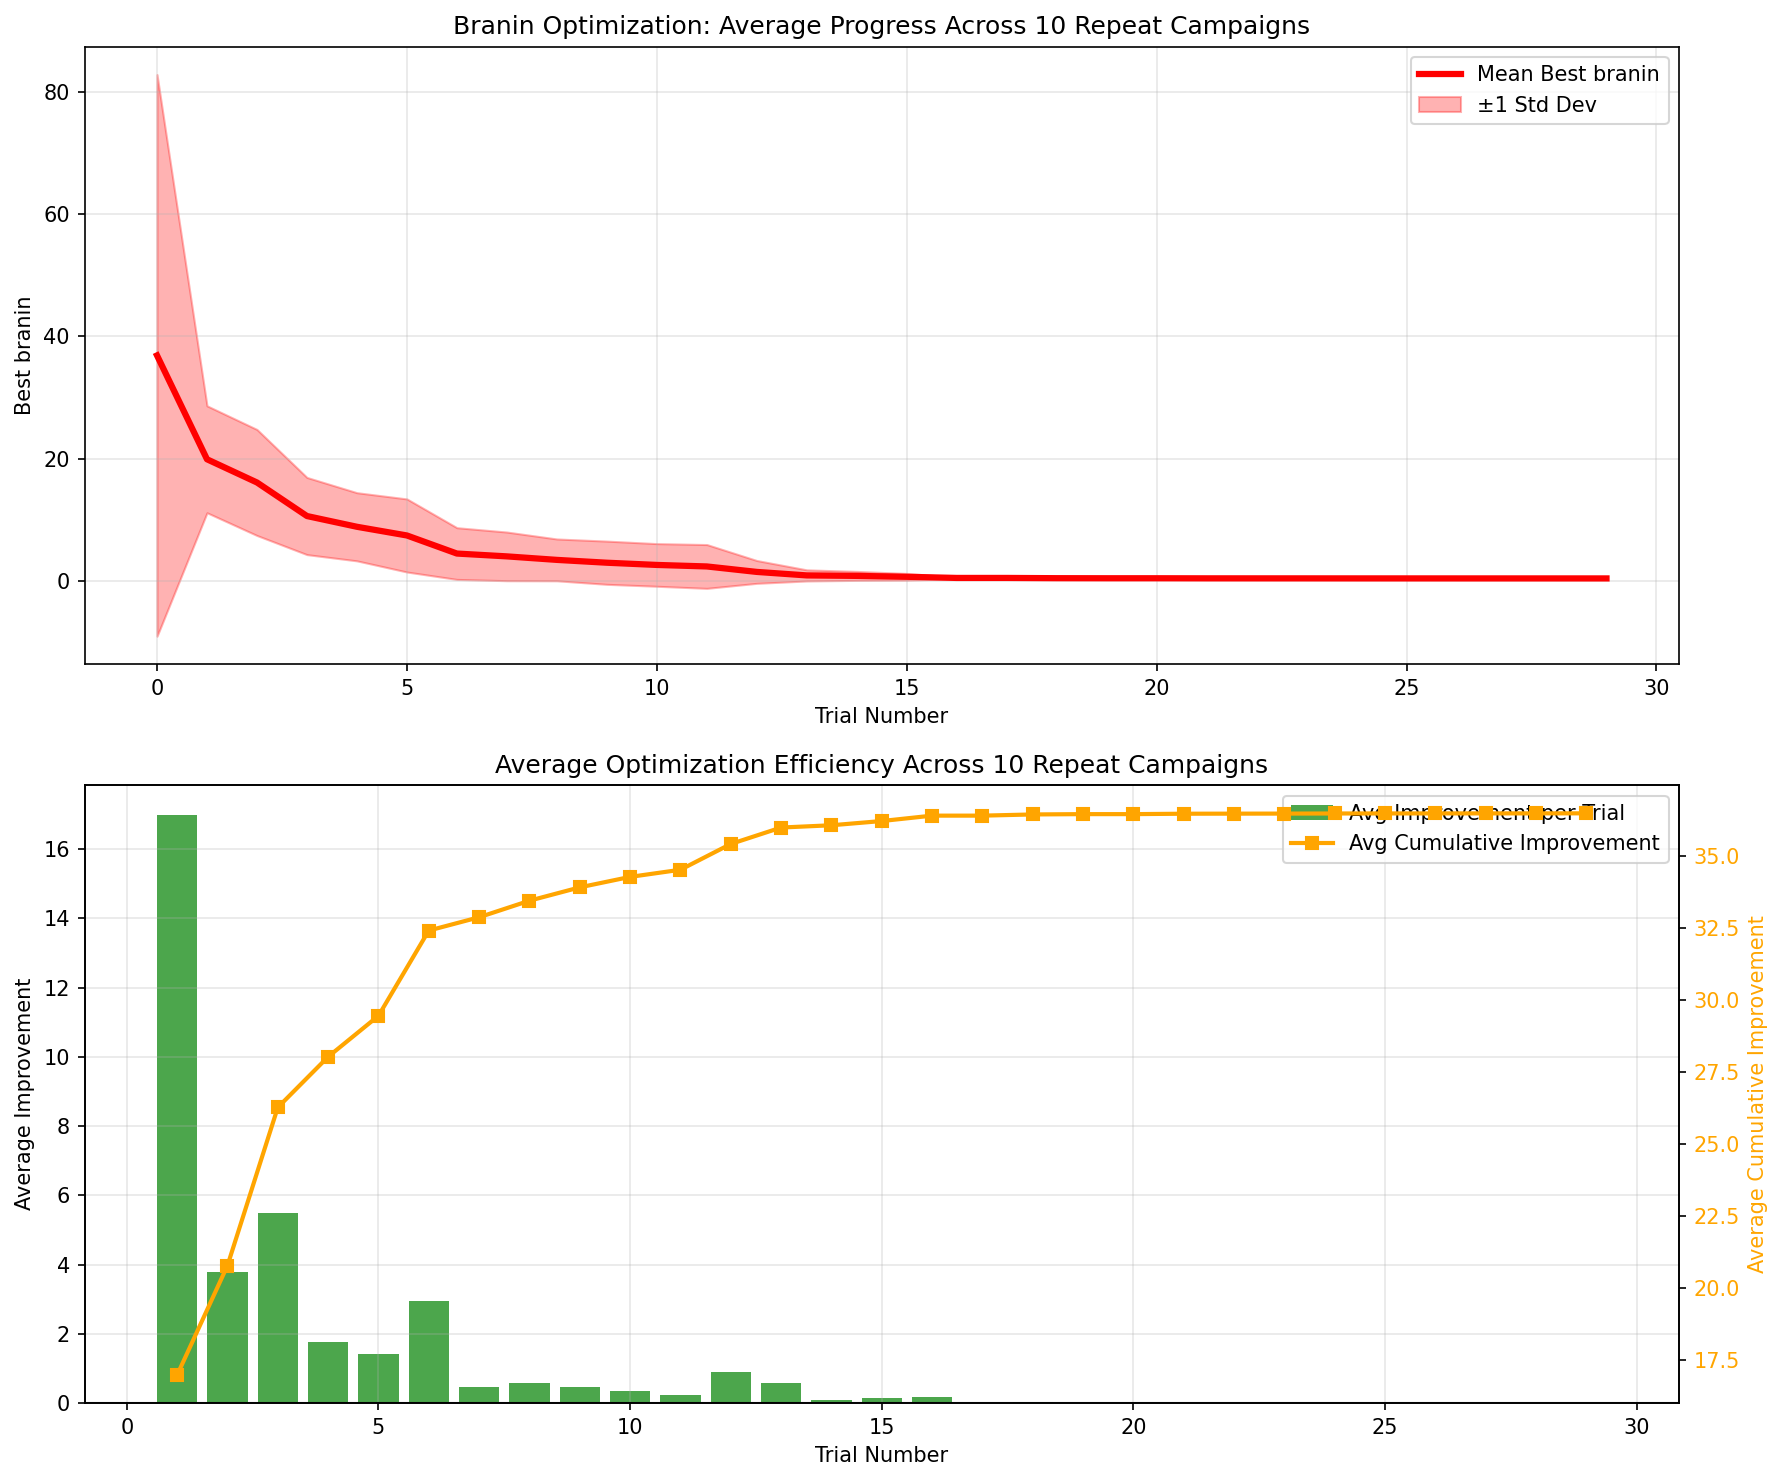 Branin Optimization: Average Progress Across 10 Repeat Campaigns
Mean Best branin
±1 Std Dev
80
60
40
20
0
Best branin
0 5 10 15 20 25 30
Trial Number
Average Optimization Efficiency Across 10 Repeat Campaigns
Avg Improvement per Trial
Avg Cumulative Improvement
16
14
12
10
8
6
4
2
0
Average Improvement
35.0
32.5
30.0
27.5
25.0
22.5
20.0
17.5
Average Cumulative Improvement
0 5 10 15 20 25 30
Trial Number